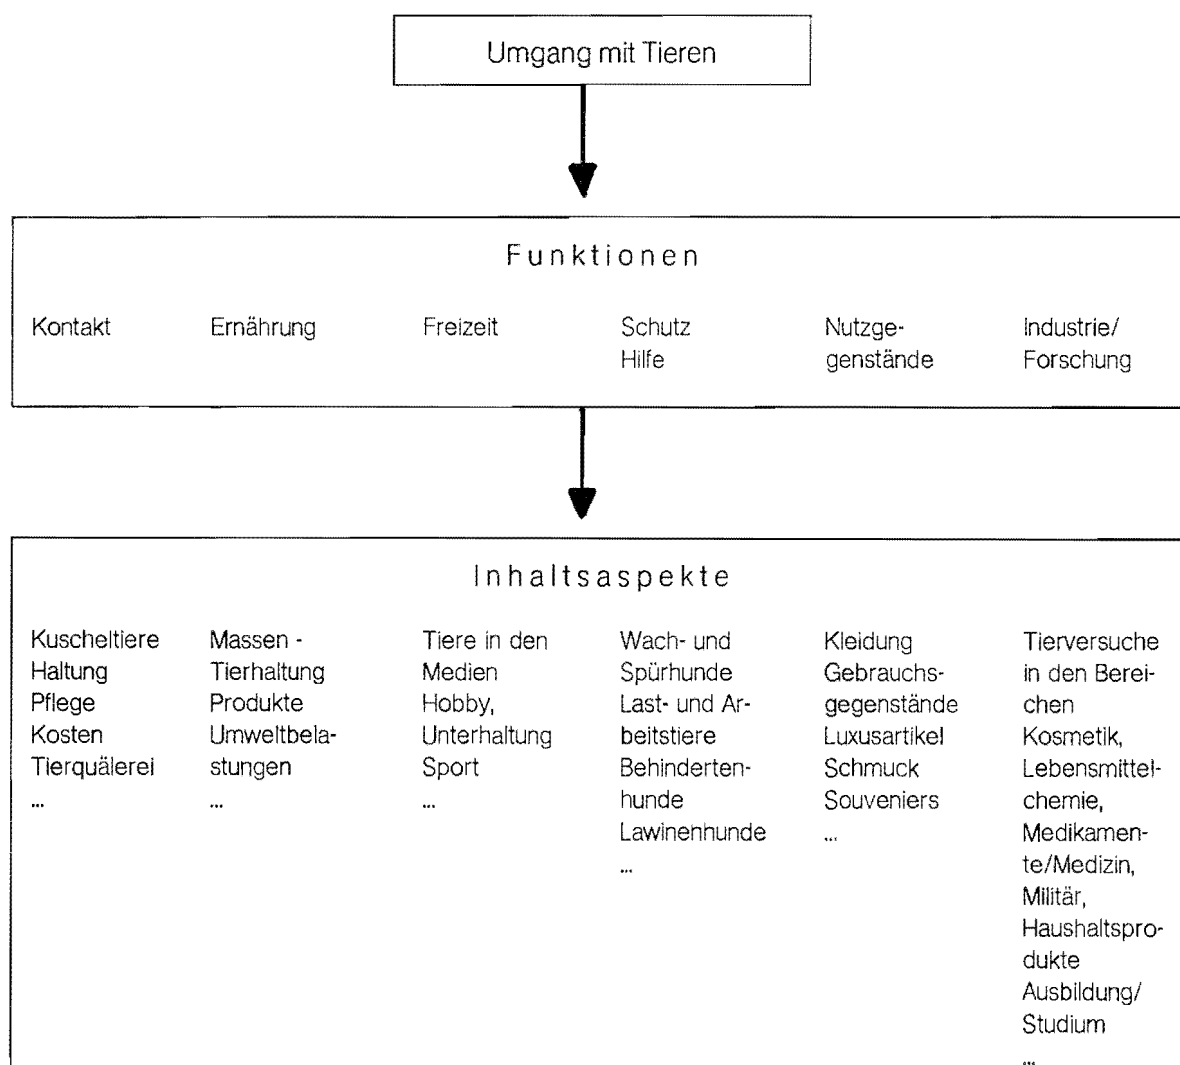 Umgang mit Tieren
Funktionen
Kontakt
Ernährung
Freizeit
Schutz
Hilfe
Nutzge-
genstände
Industrie/
Forschung
Inhaltsaspekte
Kuscheltiere
Haltung
Pflege
Kosten
Tierquälerei
...
Massen -
Tierhaltung
Produkte
Umweltbela-
stungen
...
Tiere in den
Medien
Hobby,
Unterhaltung
Sport
...
Wach- und
Spürhunde
Last- und Ar-
beitstiere
Behinderten-
hunde
Lawinenhunde
...
Kleidung
Gebrauchs-
gegenstände
Luxusartikel
Schmuck
Souveniers
...
Tierversuche
in den Berei-
chen
Kosmetik,
Lebensmittel-
chemie,
Medikamen-
te/Medizin,
Militär,
Haushaltspro-
dukte
Ausbildung/
Studium
...